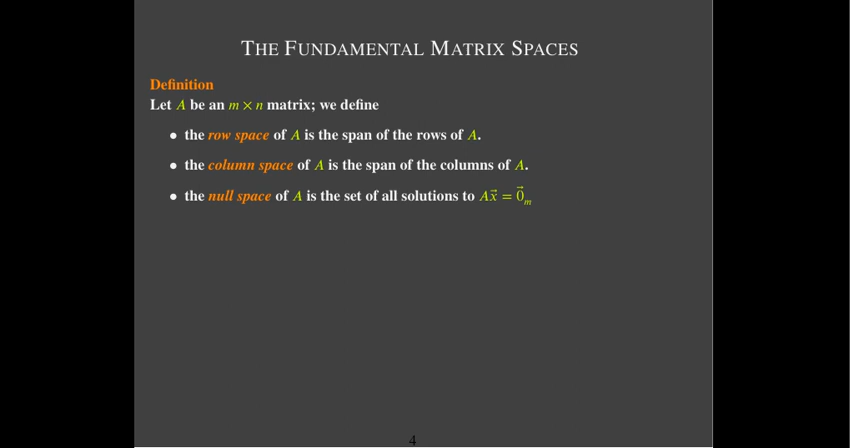 THE FUNDAMENTAL MATRIX SPACES
Definition
Let A be an m × n matrix; we define
• the row space of A is the span of the rows of A.
• the column space of A is the span of the columns of A.
• the null space of A is the set of all solutions to Ax⃗ = 0⃗ₘ
4